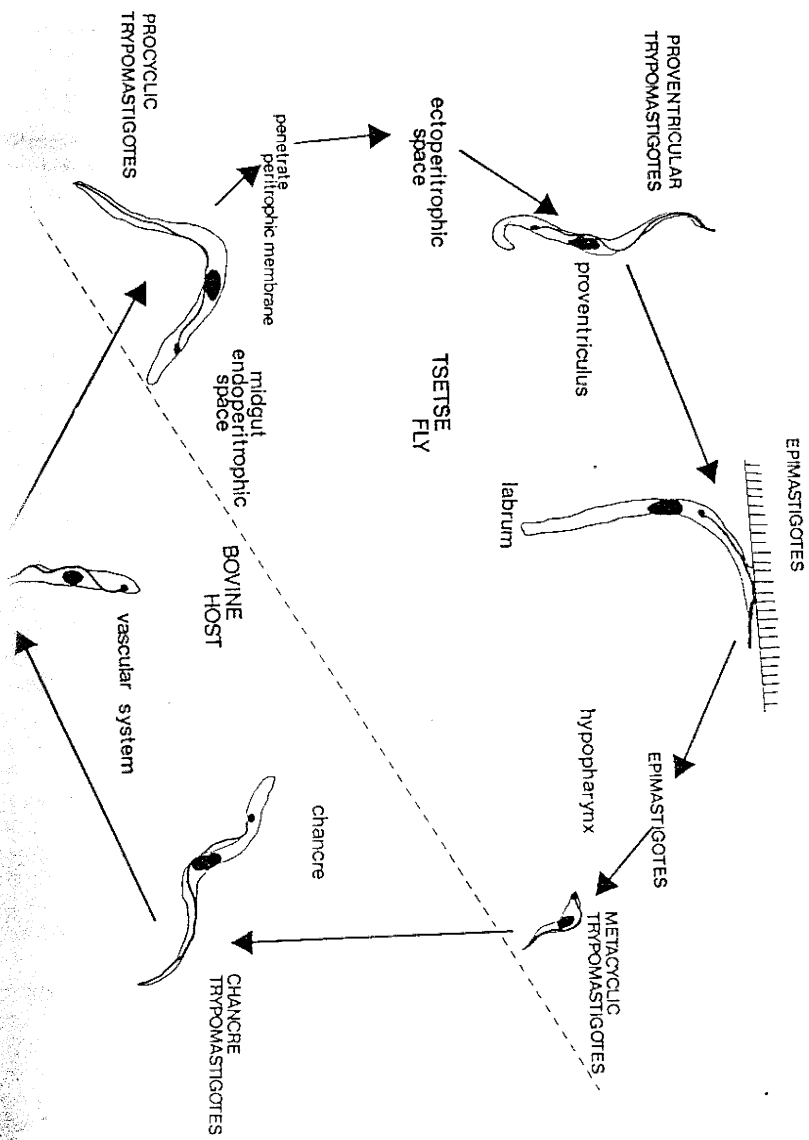 PROVENTRICULAR
TRYPOMASTIGOTES
EPIMASTIGOTES
proventriculus
labrum
hypopharynx
EPIMASTIGOTES
METACYCLIC
TRYPOMASTIGOTES
ectoperitrophic
space
TSETSE
FLY
penetrate
peritrophic membrane
midgut
endoperitrophic
space
BOVINE
HOST
chancre
PROCYCLIC
TRYPOMASTIGOTES
vascular system
CHANCRE
TRYPOMASTIGOTES